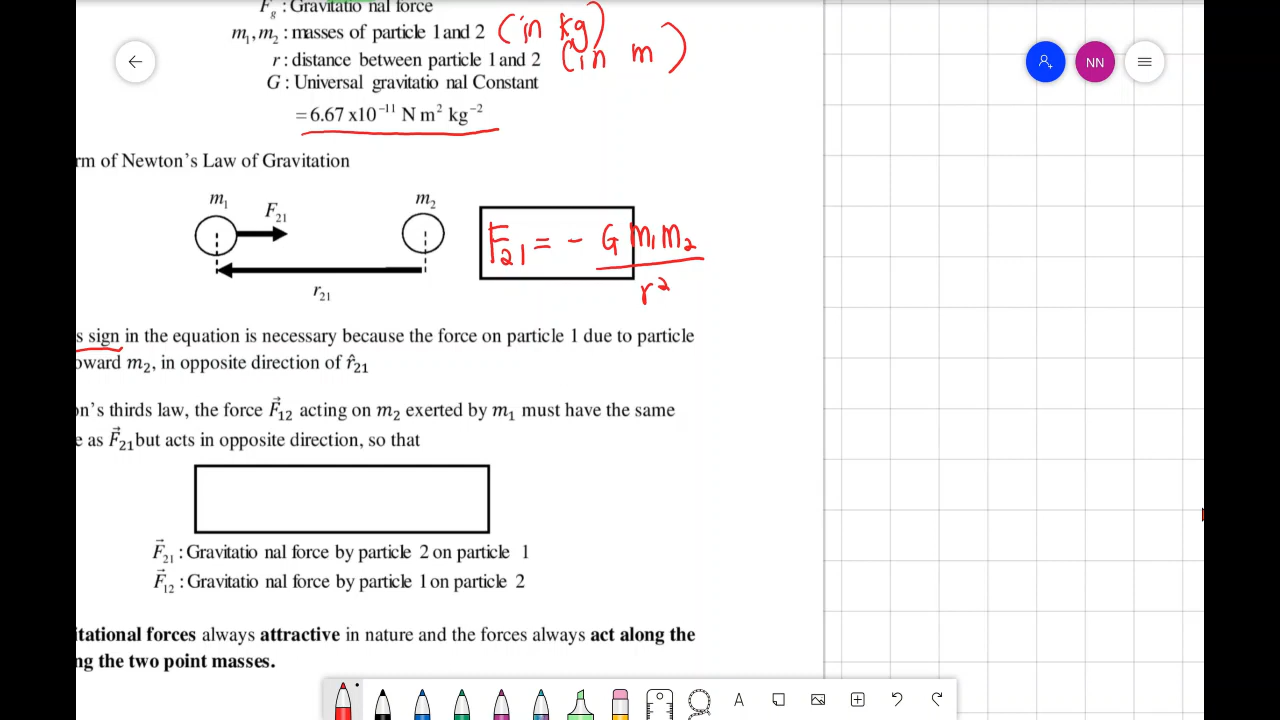 F_g : Gravitatio nal force
m₁, m₂ : masses of particle 1 and 2 (in kg)
r : distance between particle 1 and 2 (in m)
G : Universal gravitatio nal Constant
= 6.67 x10⁻¹¹ N m² kg⁻²
NN
rm of Newton's Law of Gravitation
m₁
m₂
F₂₁
r₂₁
F₂₁ = - G m₁ m₂ / r²
s sign in the equation is necessary because the force on particle 1 due to particle
oward m₂, in opposite direction of r̂₂₁
on's thirds law, the force F⃗₁₂ acting on m₂ exerted by m₁ must have the same
e as F⃗₂₁ but acts in opposite direction, so that
F⃗₂₁ : Gravitatio nal force by particle 2 on particle 1
F⃗₁₂ : Gravitatio nal force by particle 1 on particle 2
itational forces always attractive in nature and the forces always act along the
ng the two point masses.
A